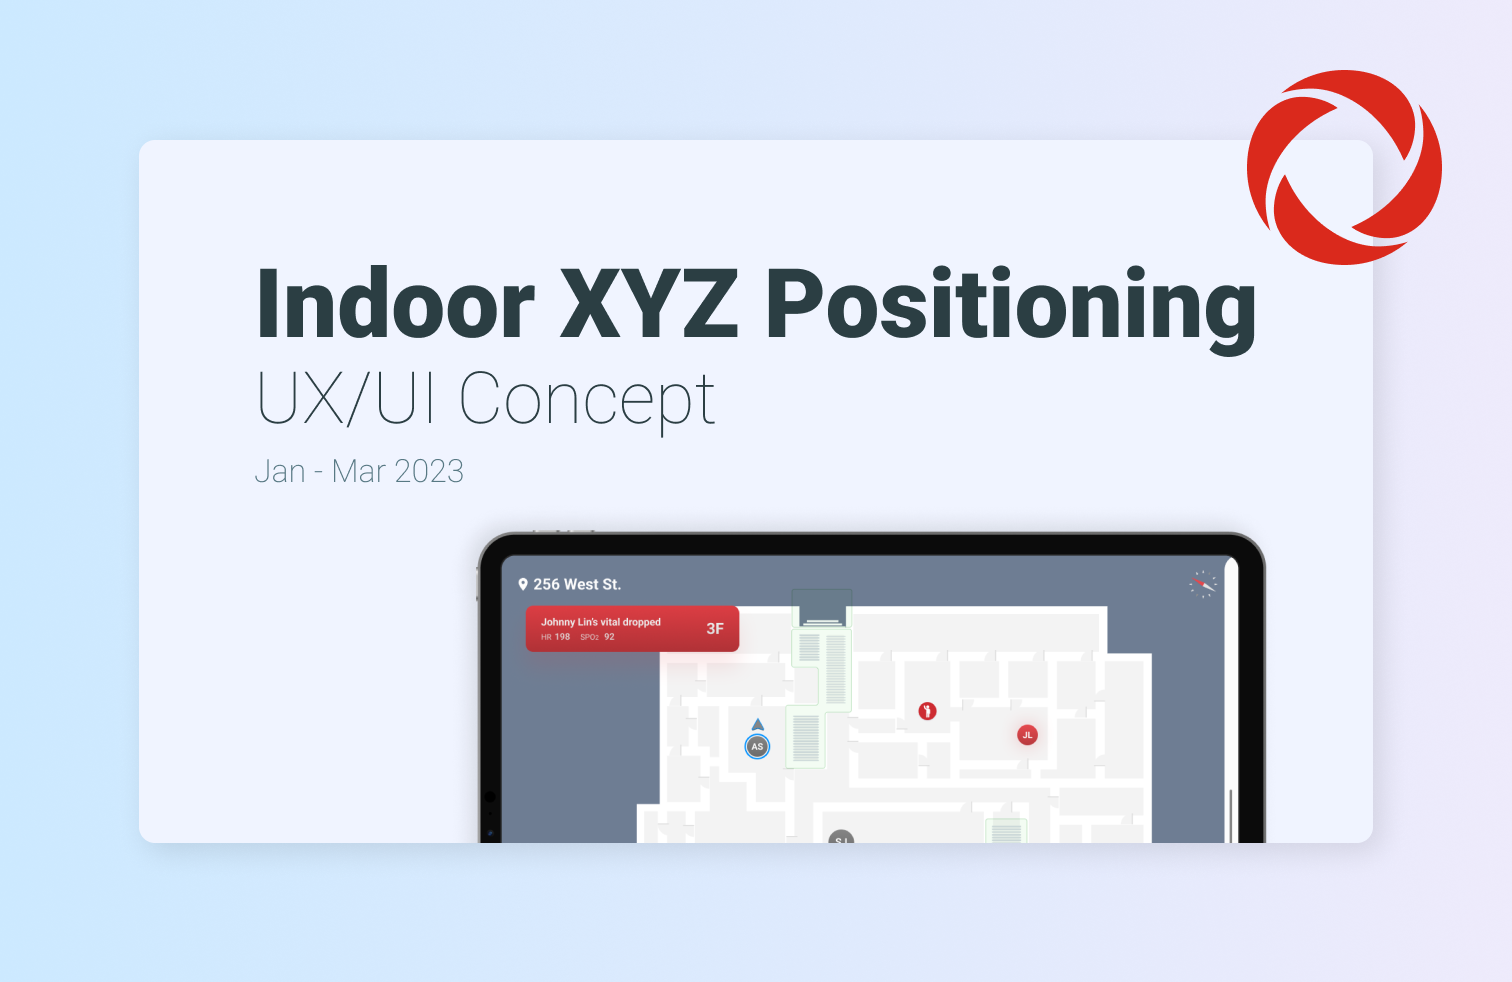 Indoor XYZ Positioning
UX/UI Concept
Jan - Mar 2023
256 West St.
Johnny Lin's vital dropped
HR 198 SPO2 92
3F
AS
JL
SJ